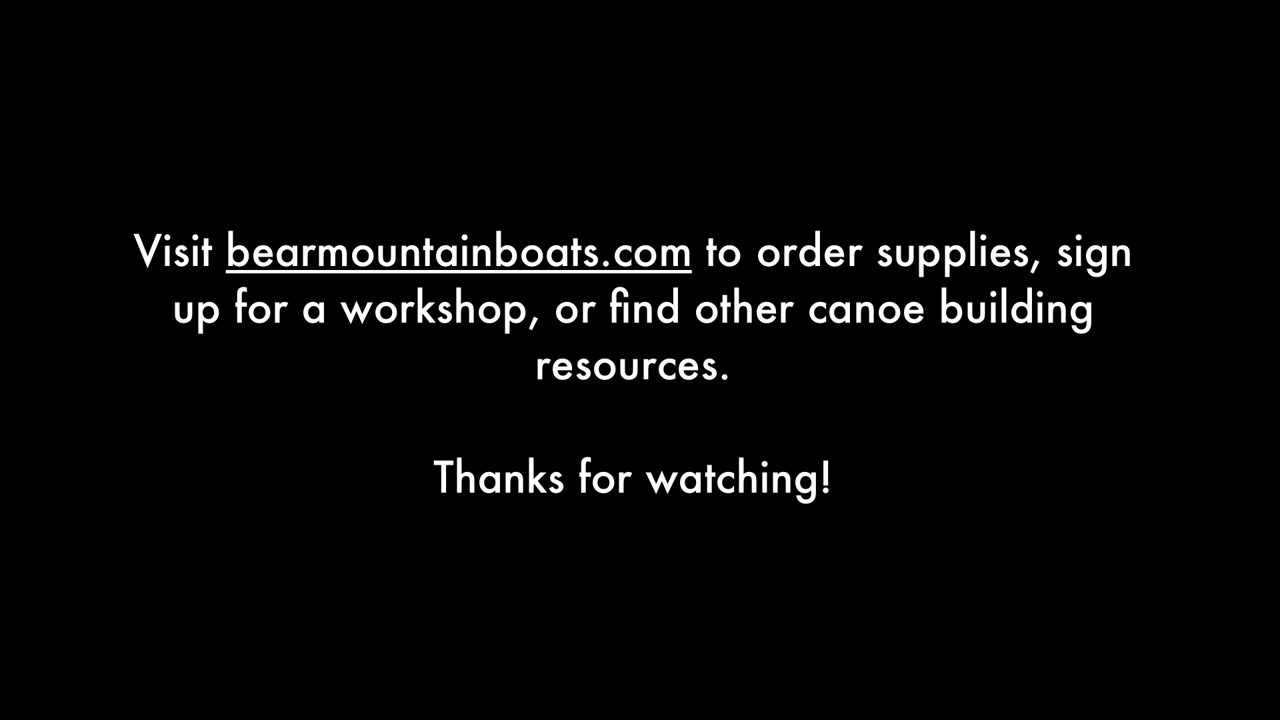 Visit bearmountainboats.com to order supplies, sign
up for a workshop, or find other canoe building
resources.
Thanks for watching!